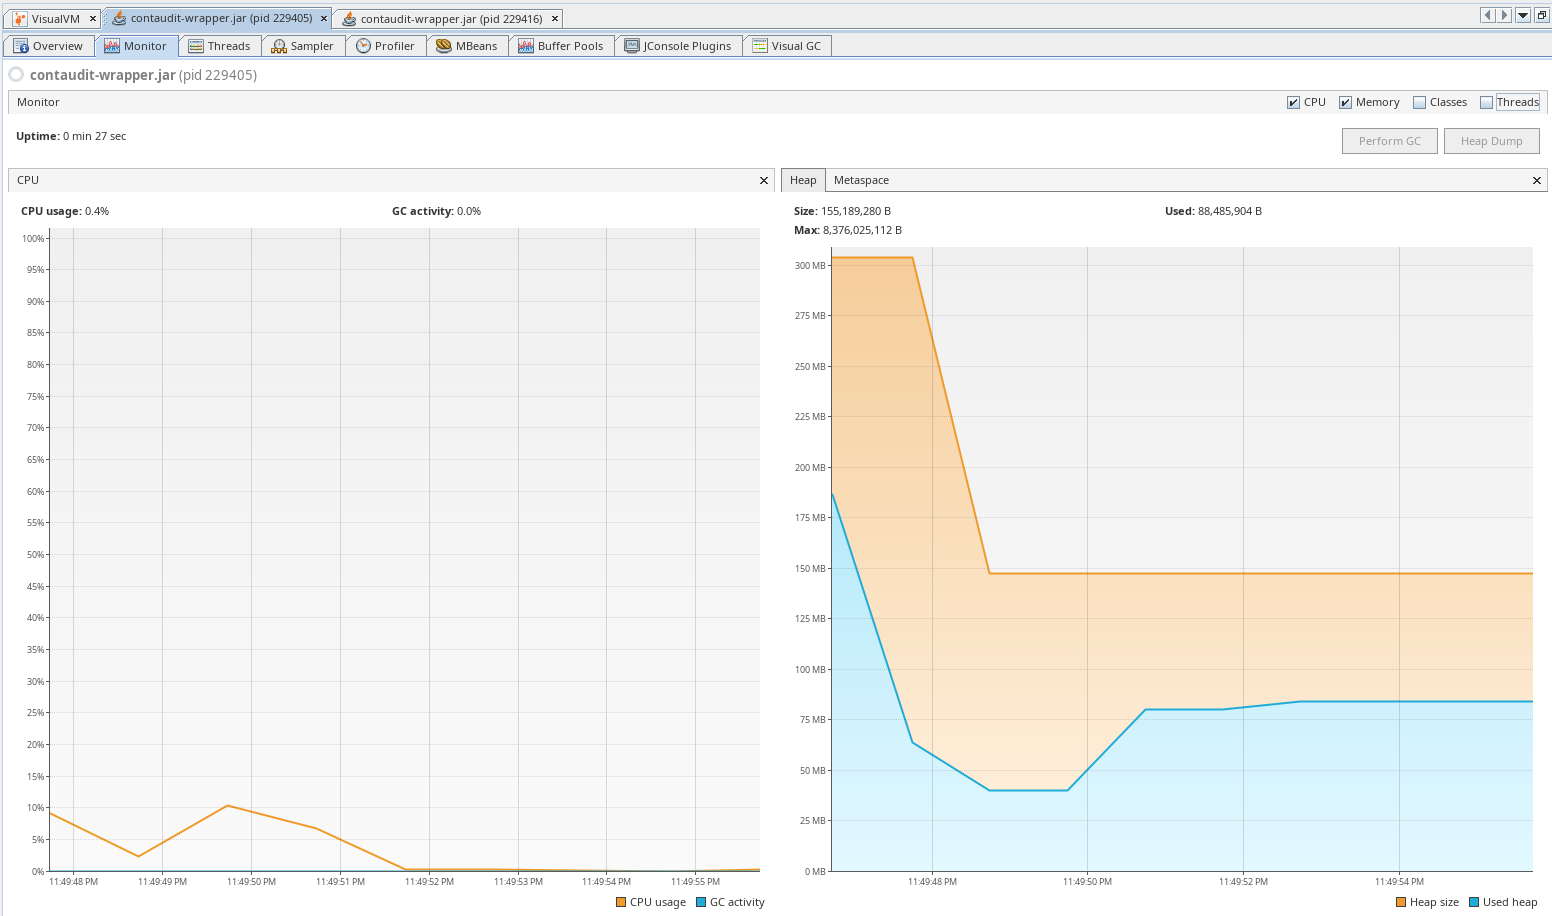 VisualVM × contaudit-wrapper.jar (pid 229405) × contaudit-wrapper.jar (pid 229416) ×
Overview Monitor Threads Sampler Profiler MBeans Buffer Pools JConsole Plugins Visual GC
contaudit-wrapper.jar (pid 229405)
Monitor CPU Memory Classes Threads
Uptime: 0 min 27 sec
Perform GC Heap Dump
CPU ×
CPU usage: 0.4% GC activity: 0.0%
100%
95%
90%
85%
80%
75%
70%
65%
60%
55%
50%
45%
40%
35%
30%
25%
20%
15%
10%
5%
0%
11:49:48 PM 11:49:49 PM 11:49:50 PM 11:49:51 PM 11:49:52 PM 11:49:53 PM 11:49:54 PM 11:49:55 PM
CPU usage GC activity
Heap Metaspace ×
Size: 155,189,280 B Used: 88,485,904 B
Max: 8,376,025,112 B
300 MB
275 MB
250 MB
225 MB
200 MB
175 MB
150 MB
125 MB
100 MB
75 MB
50 MB
25 MB
0 MB
11:49:48 PM 11:49:50 PM 11:49:52 PM 11:49:54 PM
Heap size Used heap